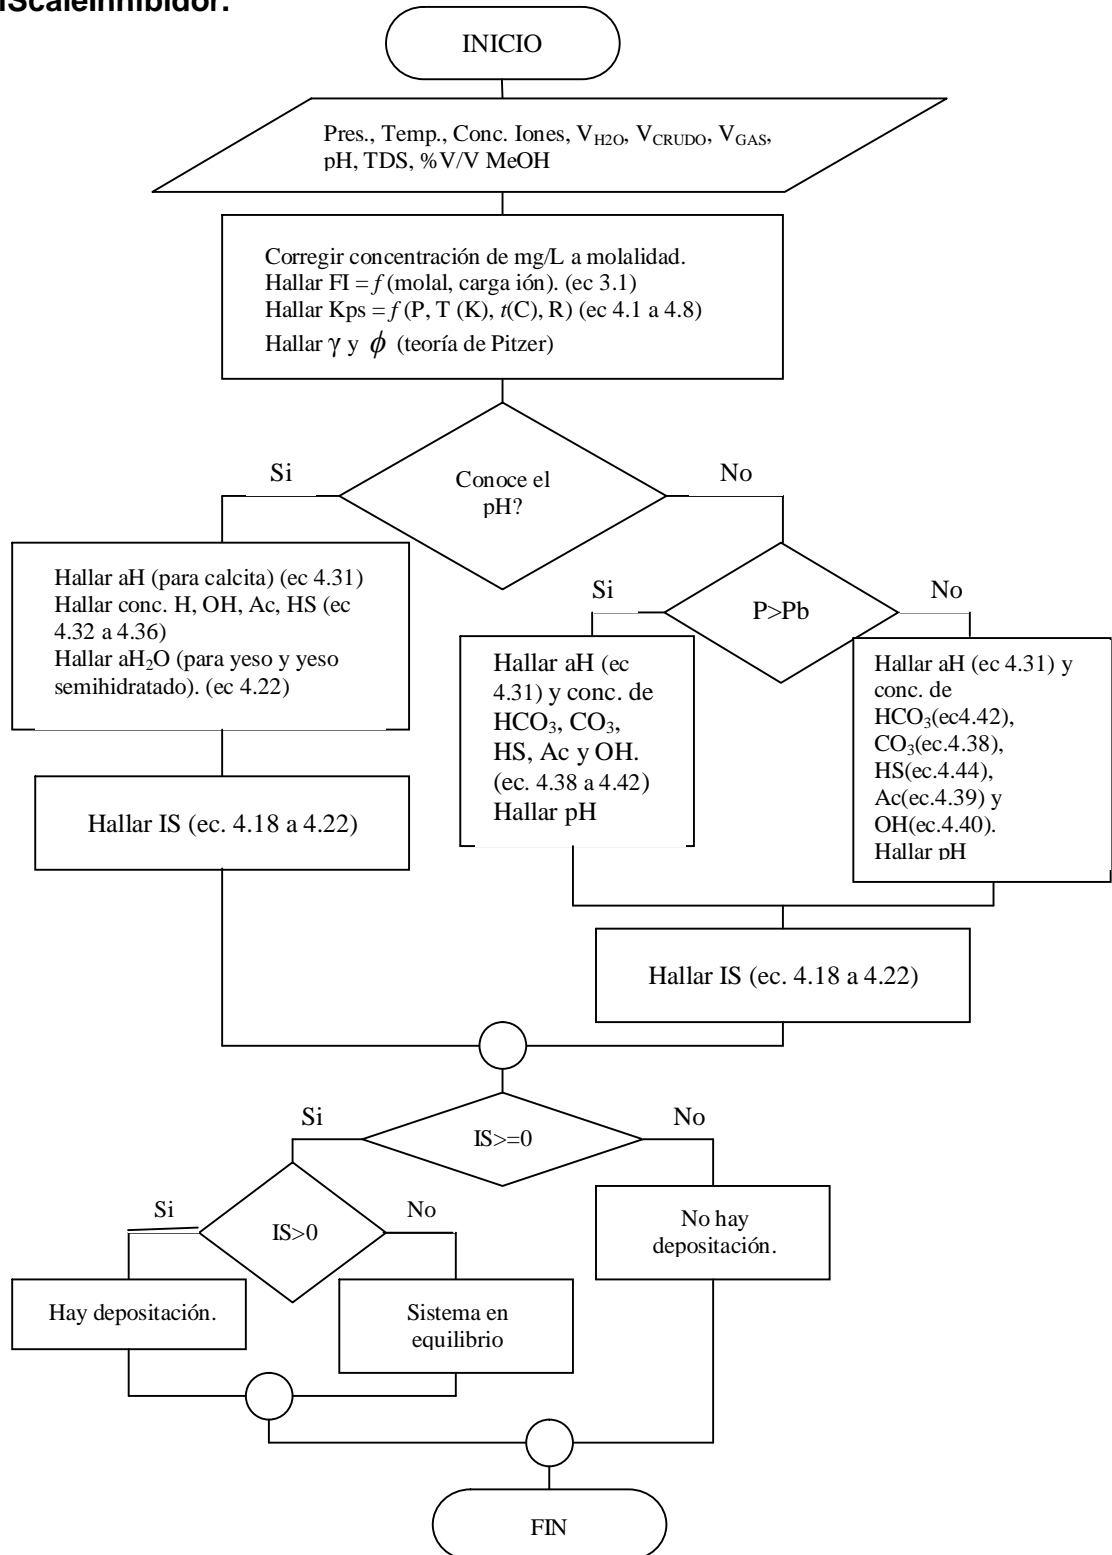 INICIO
Pres., Temp., Conc. Iones, V_H2O, V_CRUDO, V_GAS,
pH, TDS, %V/V MeOH
Corregir concentración de mg/L a molalidad.
Hallar FI = f (molal, carga ión). (ec 3.1)
Hallar Kps = f (P, T (K), t(C), R) (ec 4.1 a 4.8)
Hallar γ y ϕ (teoría de Pitzer)
Conoce el
pH?
Si
No
Hallar aH (para calcita) (ec 4.31)
Hallar conc. H, OH, Ac, HS (ec
4.32 a 4.36)
Hallar aH₂O (para yeso y yeso
semihidratado). (ec 4.22)
P>Pb
Si
No
Hallar aH (ec
4.31) y conc. de
HCO₃, CO₃,
HS, Ac y OH.
(ec. 4.38 a 4.42)
Hallar pH
Hallar aH (ec 4.31) y
conc. de
HCO₃(ec4.42),
CO₃(ec.4.38),
HS(ec.4.44),
Ac(ec.4.39) y
OH(ec.4.40).
Hallar pH
Hallar IS (ec. 4.18 a 4.22)
Hallar IS (ec. 4.18 a 4.22)
IS>=0
Si
No
IS>0
Si
No
No hay
depositación.
Hay depositación.
Sistema en
equilibrio
FIN